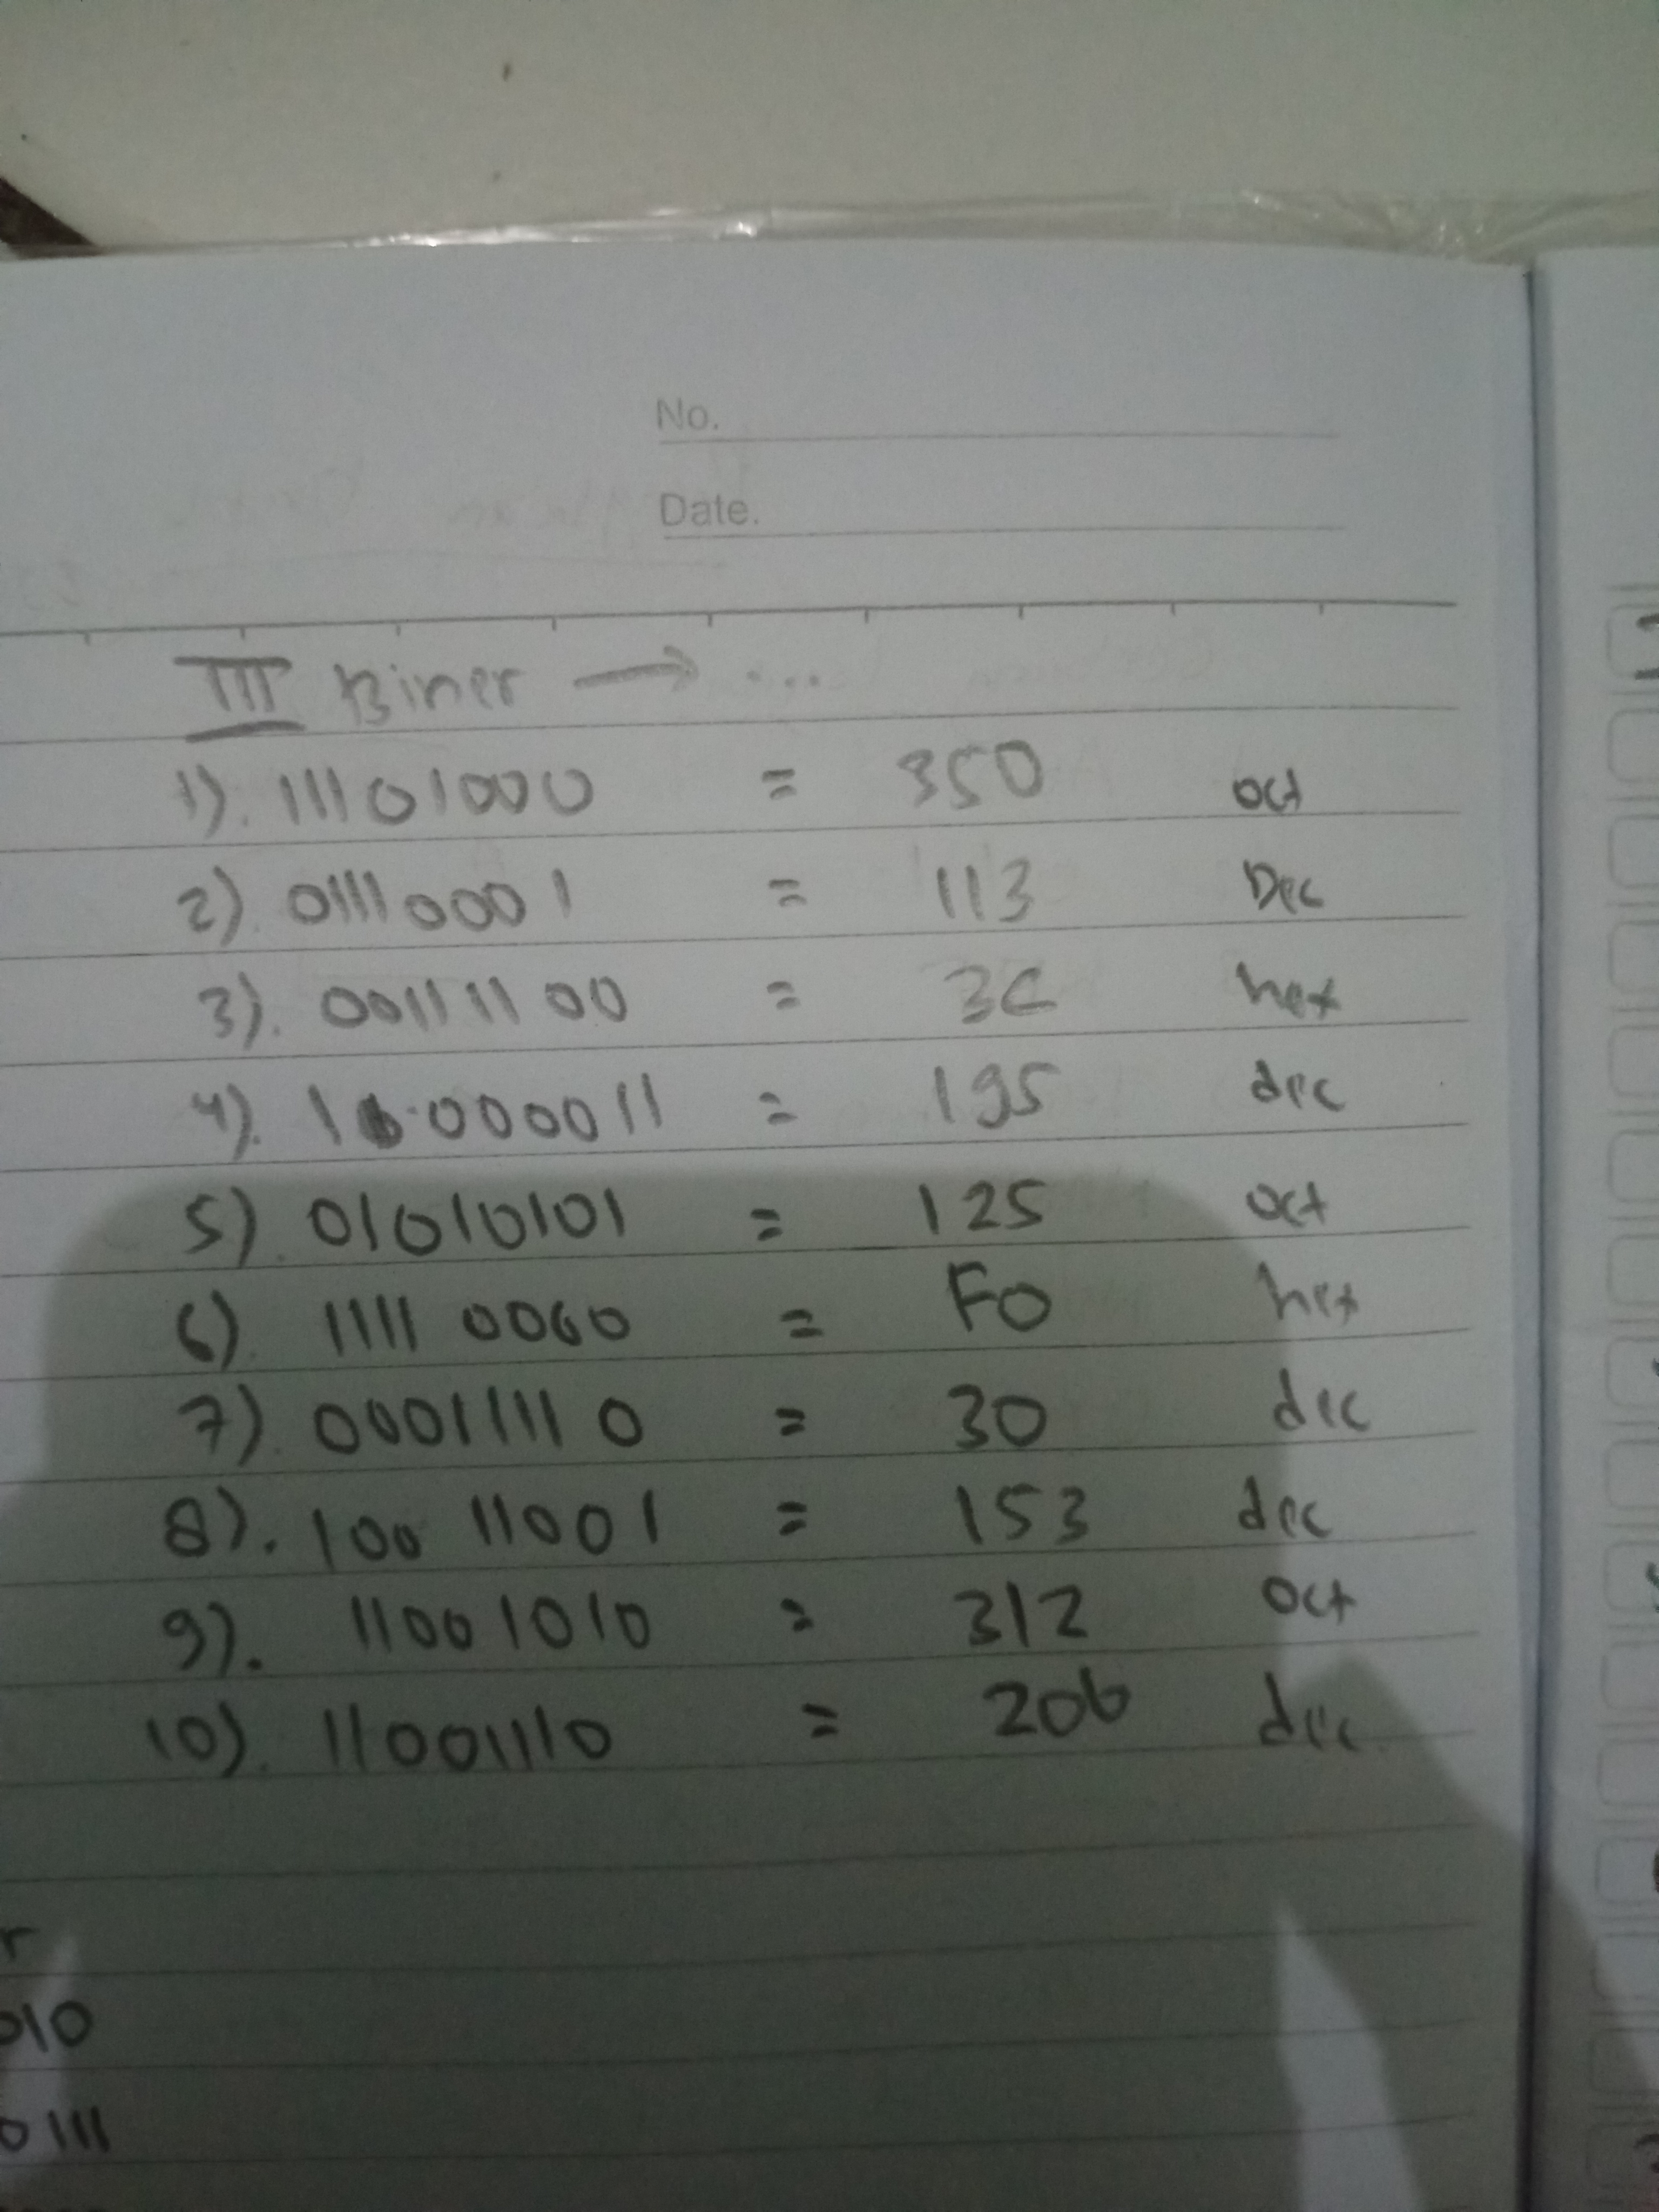 No.
Date.
III Biner → ...
1). 11101000 = 350 oct
2) 01110001 = 113 Dec
3). 00111100 = 3C hex
4). 11000011 = 195 dec
5) 01010101 = 125 oct
6) 1111 0000 = F0 hex
7) 00011110 = 30 dec
8). 100 11001 = 153 dec
9). 11001010 = 312 oct
10). 11001110 = 206 dec
r
010
0111